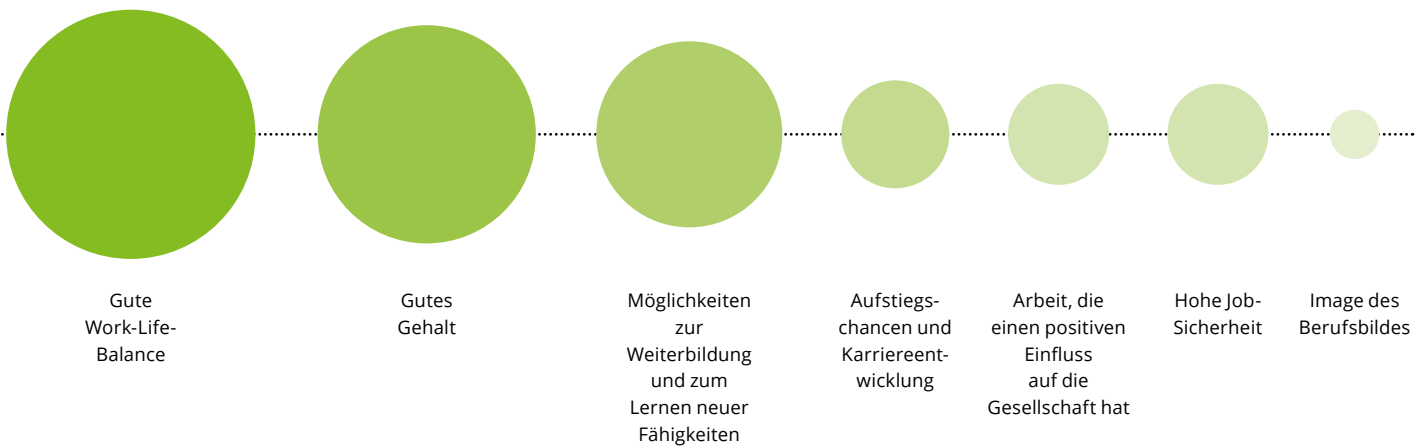 Gute
Work-Life-
Balance
Gutes
Gehalt
Möglichkeiten
zur
Weiterbildung
und zum
Lernen neuer
Fähigkeiten
Aufstiegs-
chancen und
Karriereent-
wicklung
Arbeit, die
einen positiven
Einfluss
auf die
Gesellschaft hat
Hohe Job-
Sicherheit
Image des
Berufsbildes